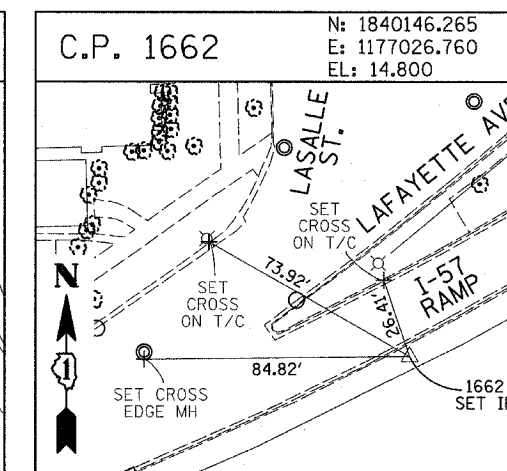 C.P. 1662
N: 1840146.265
E: 1177026.760
EL: 14.800
LASALLE
ST.
LAFAYETTE AV
SET
CROSS
ON T/C
SET
CROSS
ON T/C
73.92'
26.41'
I-57
RAMP
N
1
84.82'
SET CROSS
EDGE MH
1662
SET